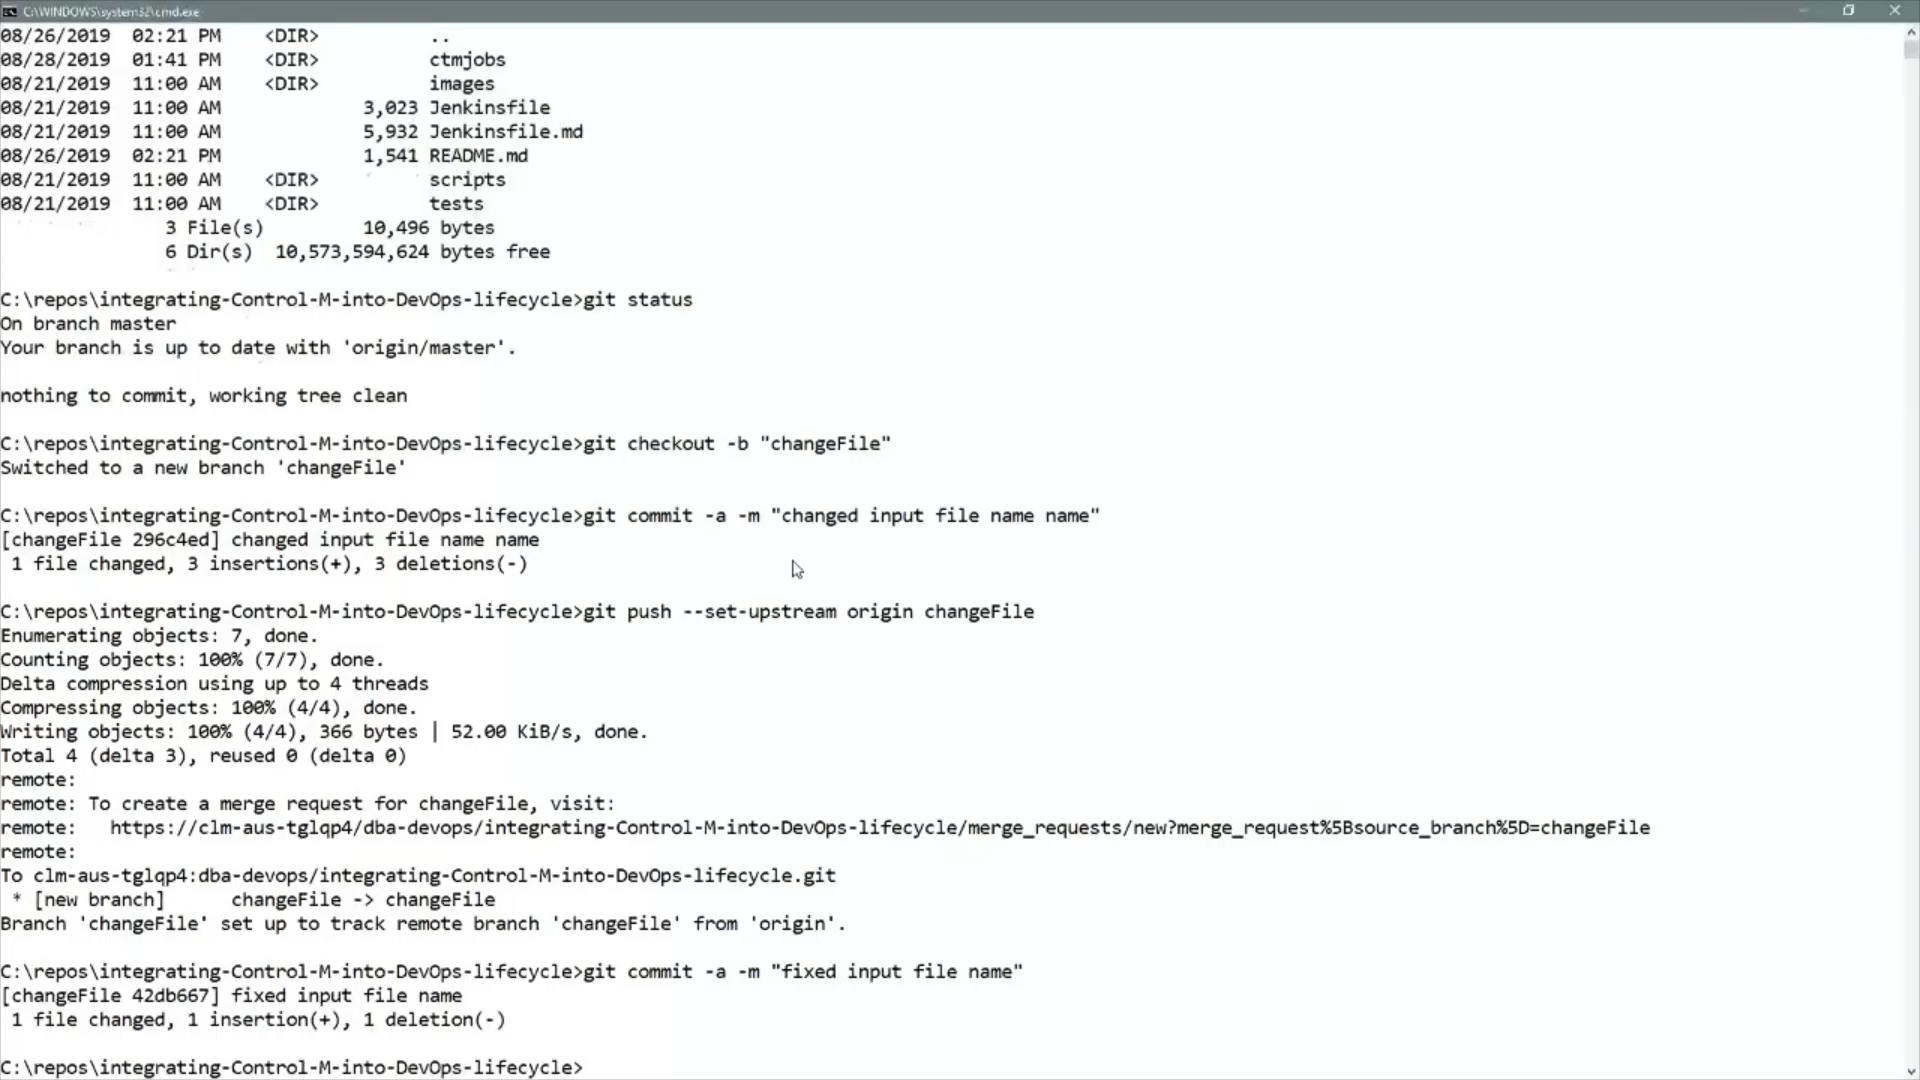 C:\WINDOWS\system32\cmd.exe
08/26/2019  02:21 PM    <DIR>          ..
08/28/2019  01:41 PM    <DIR>          ctmjobs
08/21/2019  11:00 AM    <DIR>          images
08/21/2019  11:00 AM             3,023 Jenkinsfile
08/21/2019  11:00 AM             5,932 Jenkinsfile.md
08/26/2019  02:21 PM             1,541 README.md
08/21/2019  11:00 AM    <DIR>          scripts
08/21/2019  11:00 AM    <DIR>          tests
               3 File(s)         10,496 bytes
               6 Dir(s)  10,573,594,624 bytes free
C:\repos\integrating-Control-M-into-DevOps-lifecycle>git status
On branch master
Your branch is up to date with 'origin/master'.
nothing to commit, working tree clean
C:\repos\integrating-Control-M-into-DevOps-lifecycle>git checkout -b "changeFile"
Switched to a new branch 'changeFile'
C:\repos\integrating-Control-M-into-DevOps-lifecycle>git commit -a -m "changed input file name name"
[changeFile 296c4ed] changed input file name name
 1 file changed, 3 insertions(+), 3 deletions(-)
C:\repos\integrating-Control-M-into-DevOps-lifecycle>git push --set-upstream origin changeFile
Enumerating objects: 7, done.
Counting objects: 100% (7/7), done.
Delta compression using up to 4 threads
Compressing objects: 100% (4/4), done.
Writing objects: 100% (4/4), 366 bytes | 52.00 KiB/s, done.
Total 4 (delta 3), reused 0 (delta 0)
remote:
remote: To create a merge request for changeFile, visit:
remote:   https://clm-aus-tglqp4/dba-devops/integrating-Control-M-into-DevOps-lifecycle/merge_requests/new?merge_request%5Bsource_branch%5D=changeFile
remote:
To clm-aus-tglqp4:dba-devops/integrating-Control-M-into-DevOps-lifecycle.git
 * [new branch]      changeFile -> changeFile
Branch 'changeFile' set up to track remote branch 'changeFile' from 'origin'.
C:\repos\integrating-Control-M-into-DevOps-lifecycle>git commit -a -m "fixed input file name"
[changeFile 42db667] fixed input file name
 1 file changed, 1 insertion(+), 1 deletion(-)
C:\repos\integrating-Control-M-into-DevOps-lifecycle>